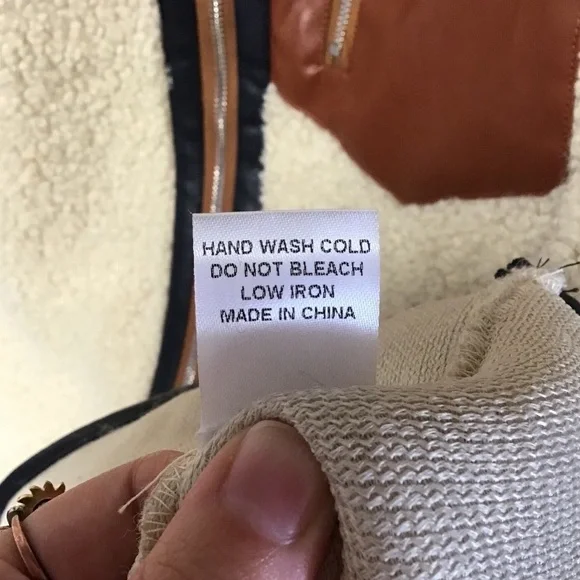 HAND WASH COLD
DO NOT BLEACH
LOW IRON
MADE IN CHINA